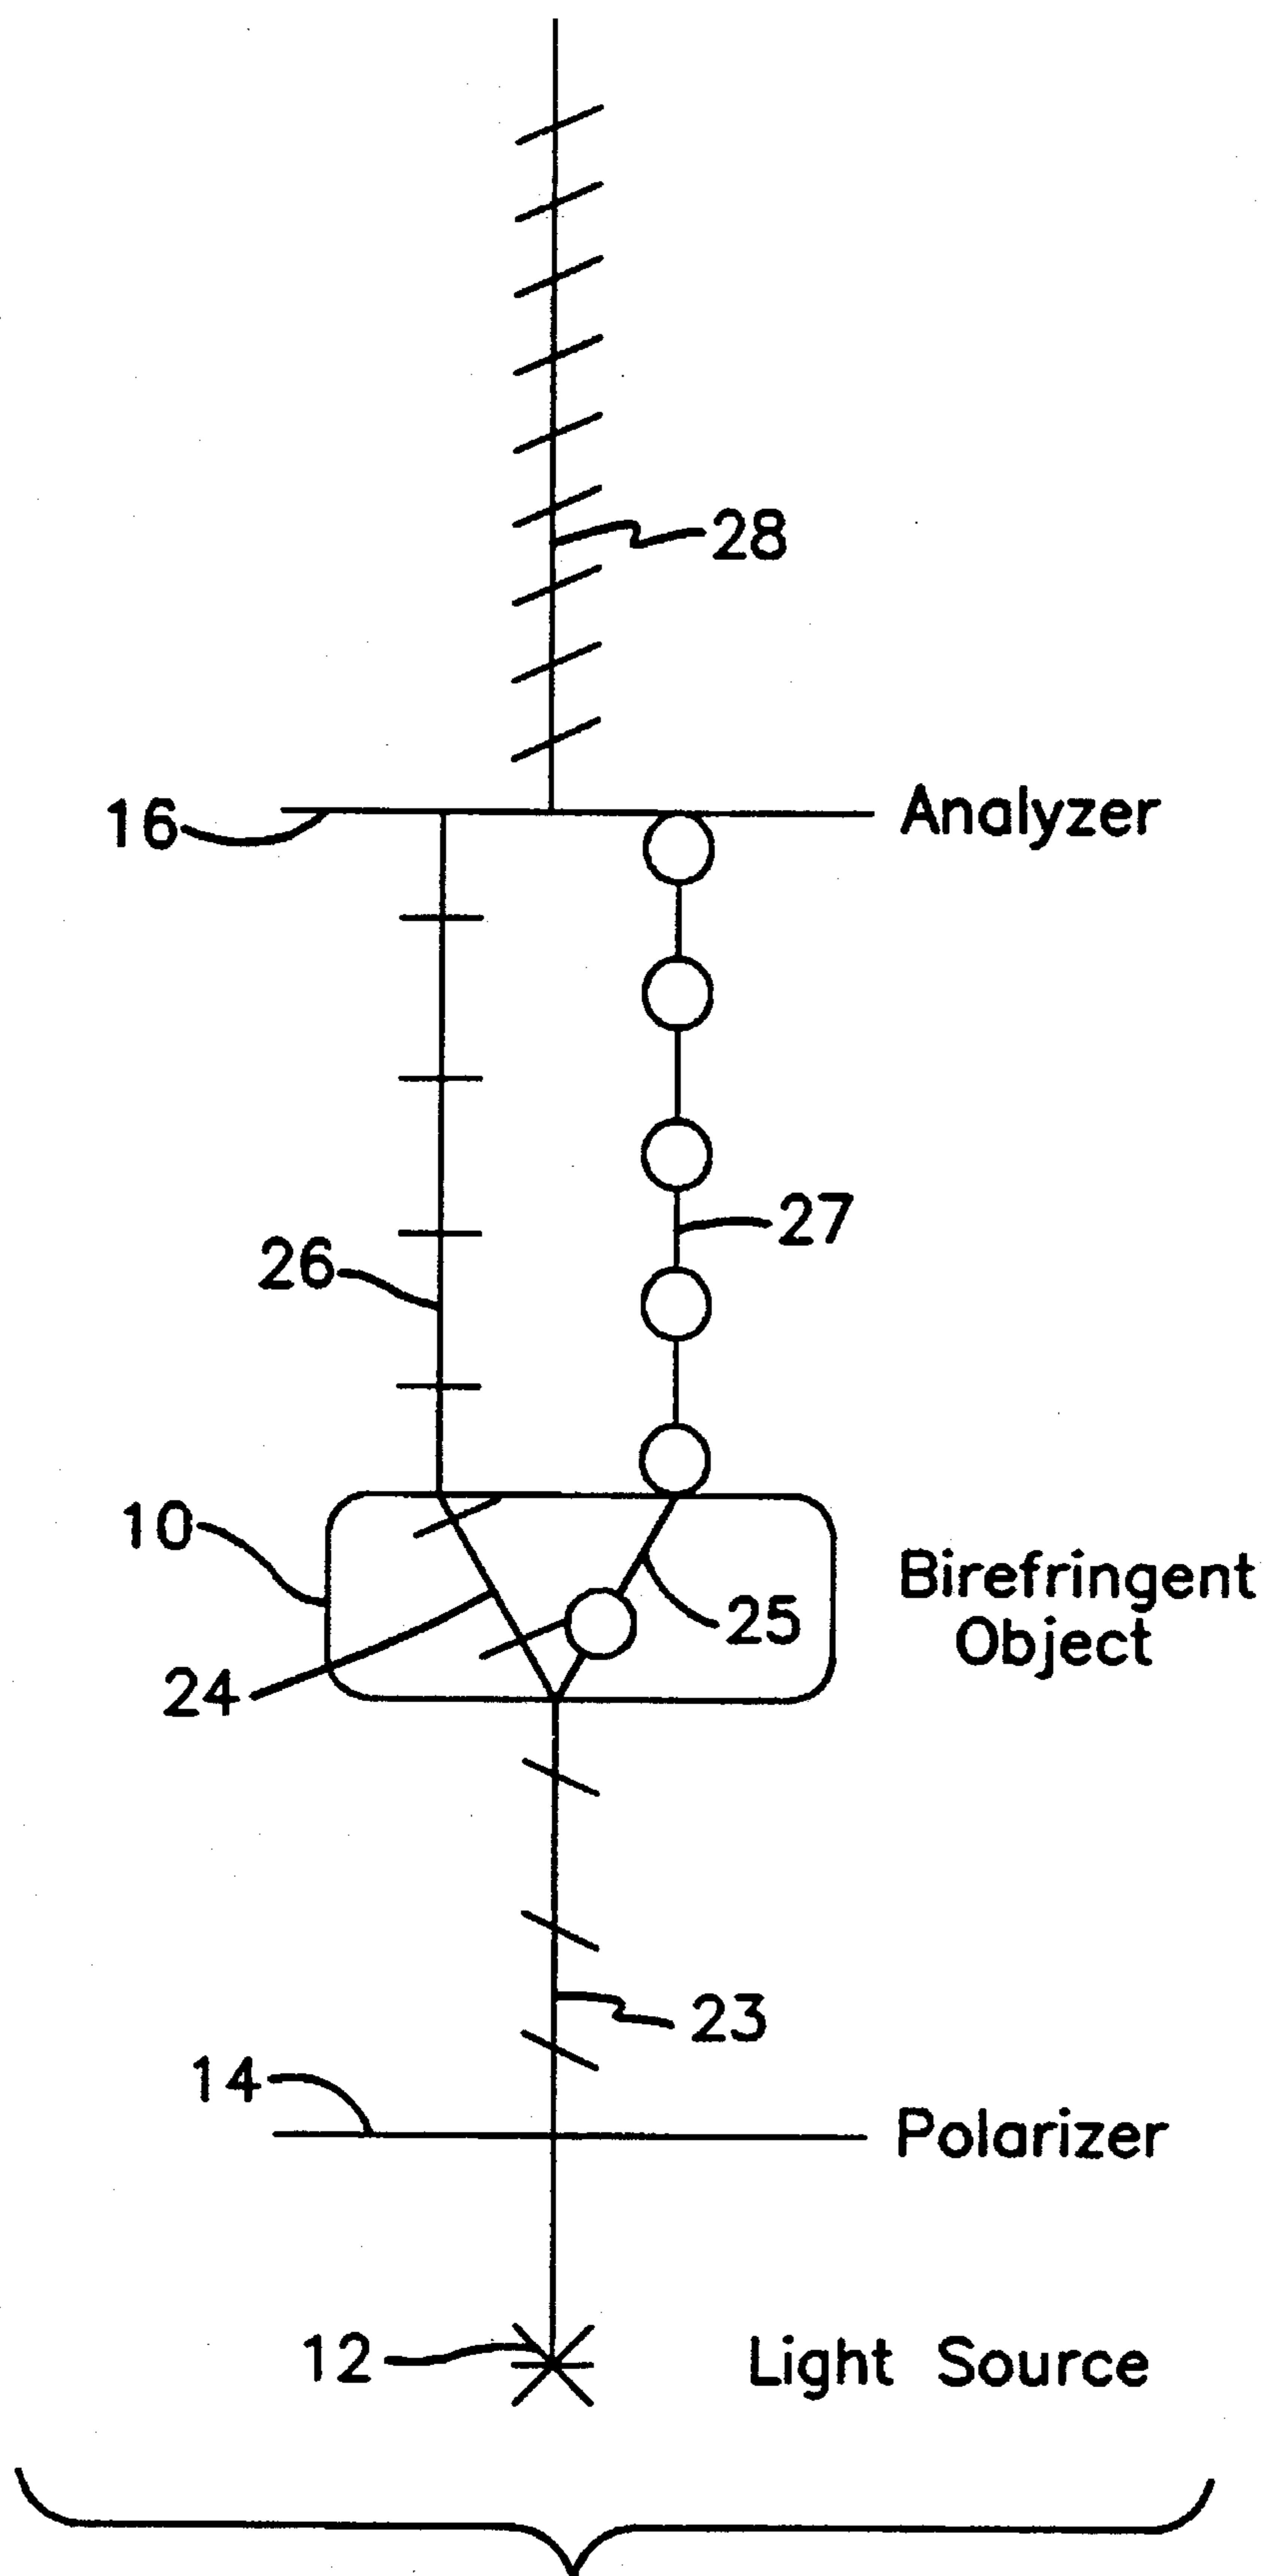 28
16
Analyzer
27
26
10
Birefringent
Object
25
24
23
14
Polarizer
12
Light Source